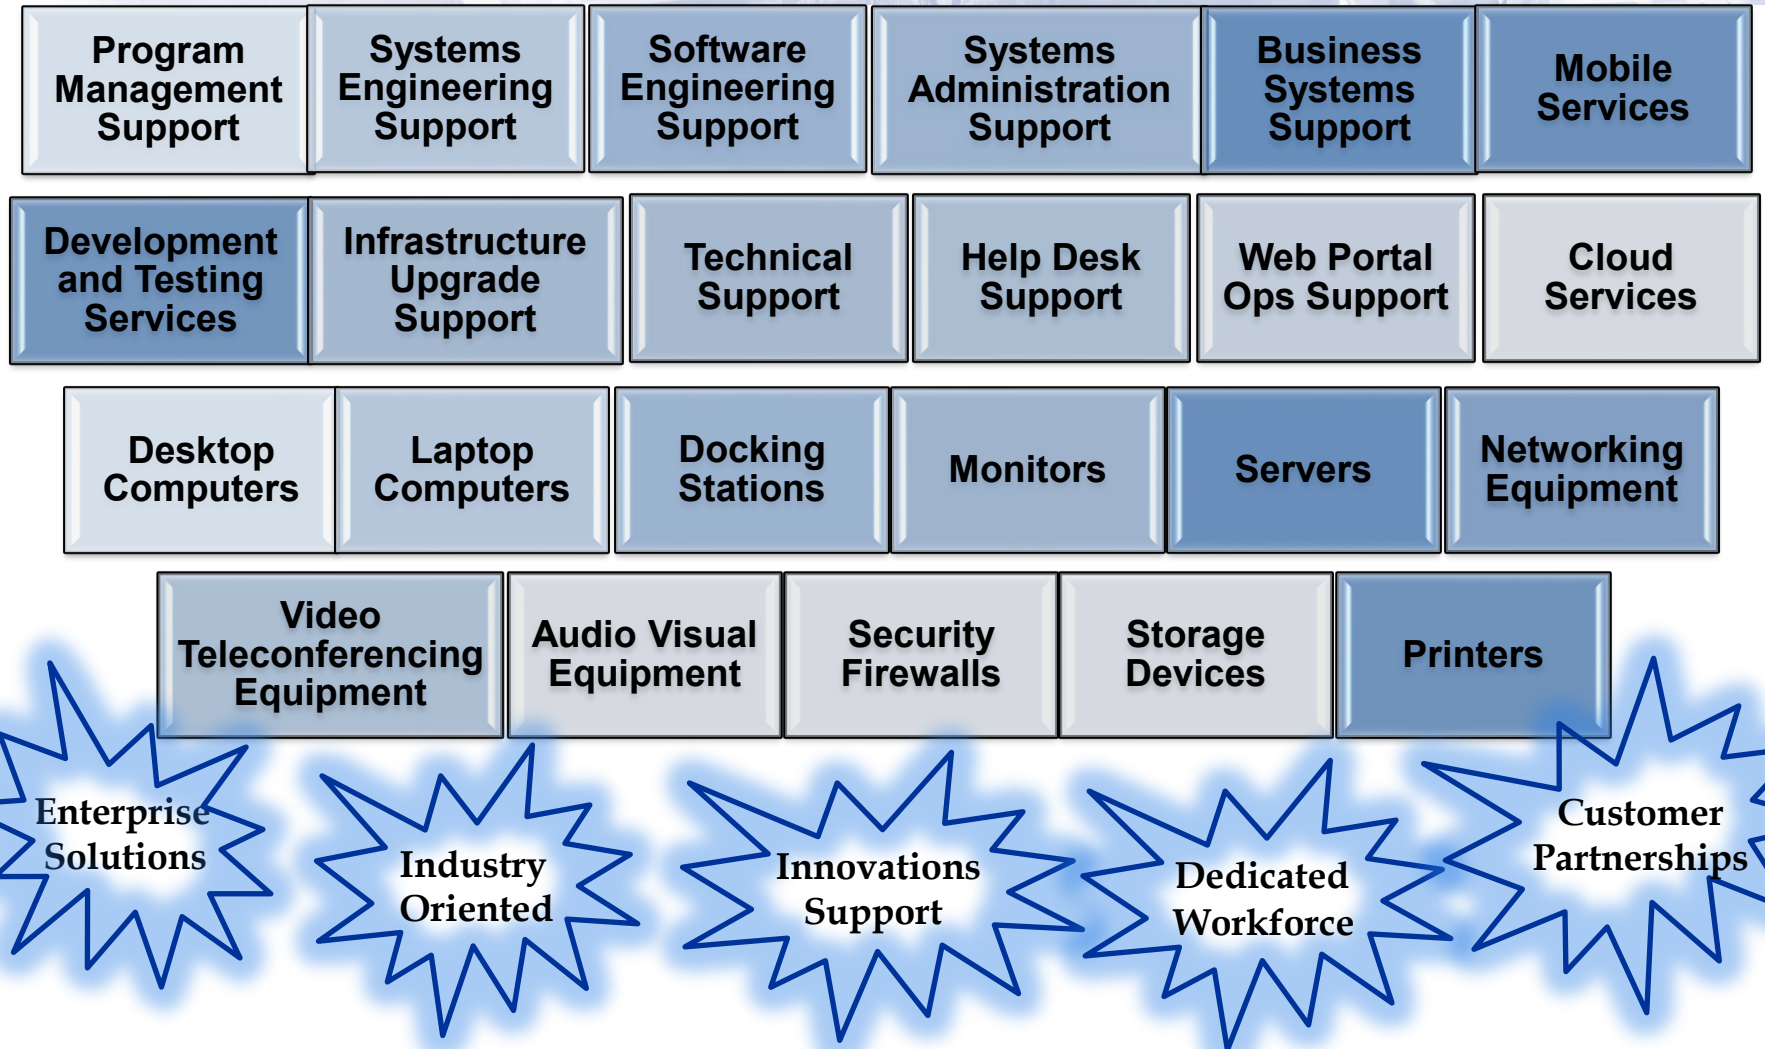 Program
Management
Support
Systems
Engineering
Support
Software
Engineering
Support
Systems
Administration
Support
Business
Systems
Support
Mobile
Services
Development
and Testing
Services
Infrastructure
Upgrade
Support
Technical
Support
Help Desk
Support
Web Portal
Ops Support
Cloud
Services
Desktop
Computers
Laptop
Computers
Docking
Stations
Monitors
Servers
Networking
Equipment
Video
Teleconferencing
Equipment
Audio Visual
Equipment
Security
Firewalls
Storage
Devices
Printers
Enterprise
Solutions
Industry
Oriented
Innovations
Support
Dedicated
Workforce
Customer
Partnerships